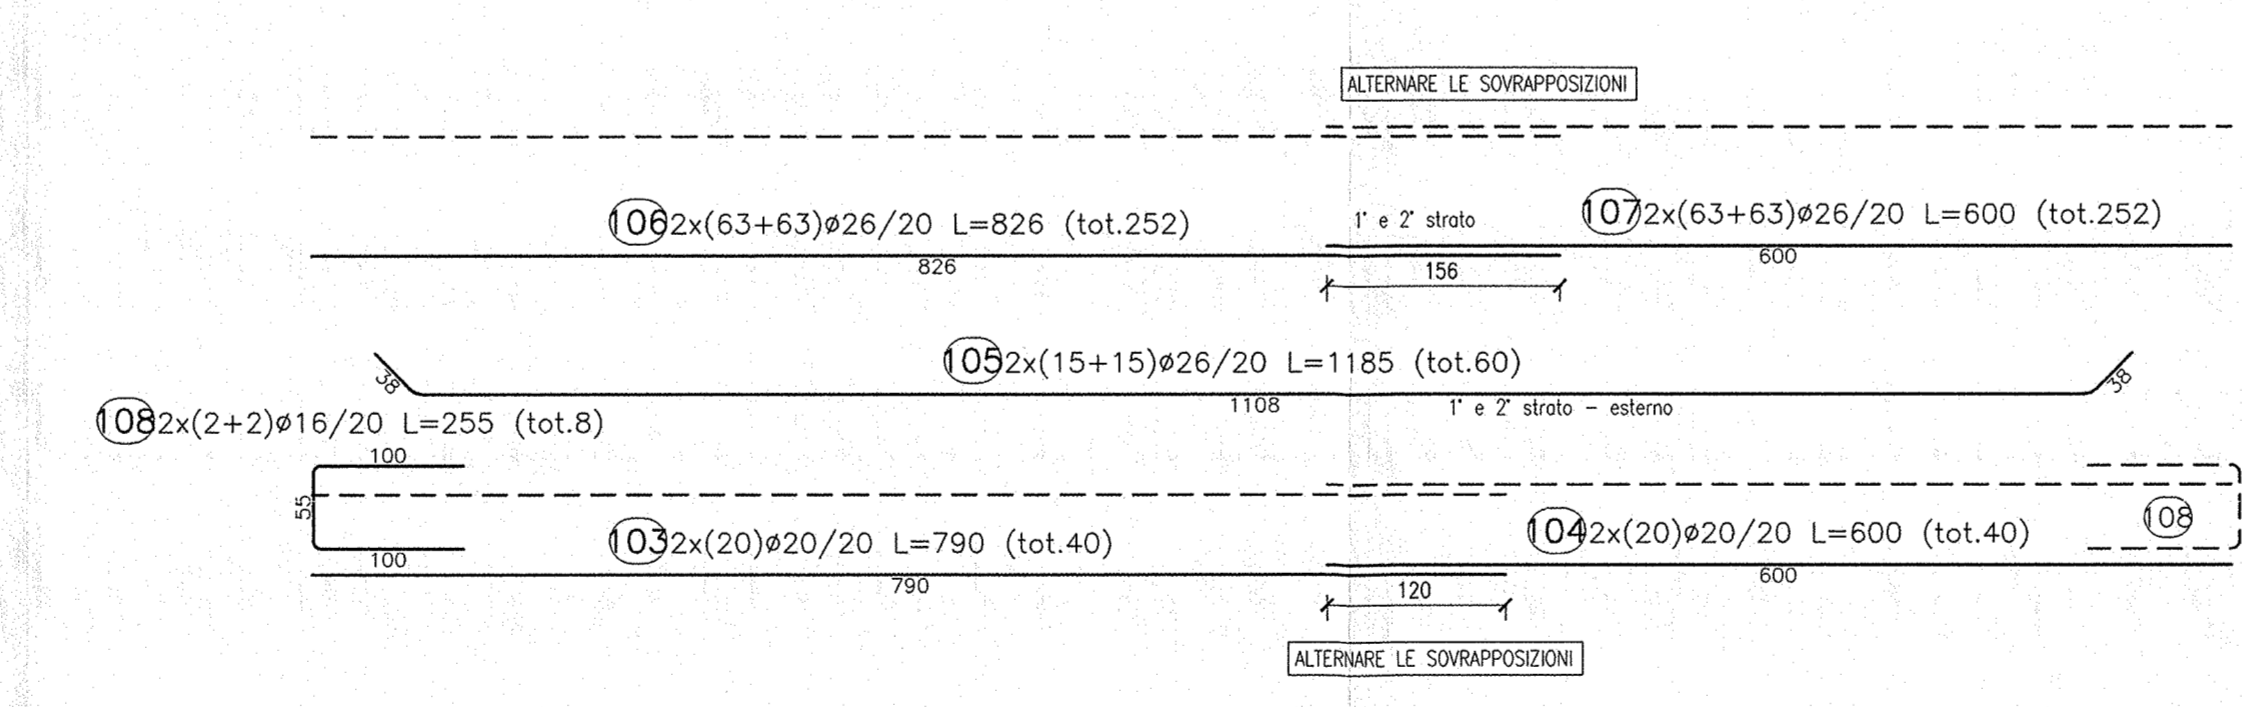 ALTERNARE LE SOVRAPPOSIZIONI
106 2x(63+63)ø26/20 L=826 (tot.252)
1° e 2° strato
107 2x(63+63)ø26/20 L=600 (tot.252)
826
156
600
105 2x(15+15)ø26/20 L=1185 (tot.60)
38
1108
1° e 2° strato - esterno
38
108 2x(2+2)ø16/20 L=255 (tot.8)
100
55
100
103 2x(20)ø20/20 L=790 (tot.40)
104 2x(20)ø20/20 L=600 (tot.40)
108
790
120
600
ALTERNARE LE SOVRAPPOSIZIONI